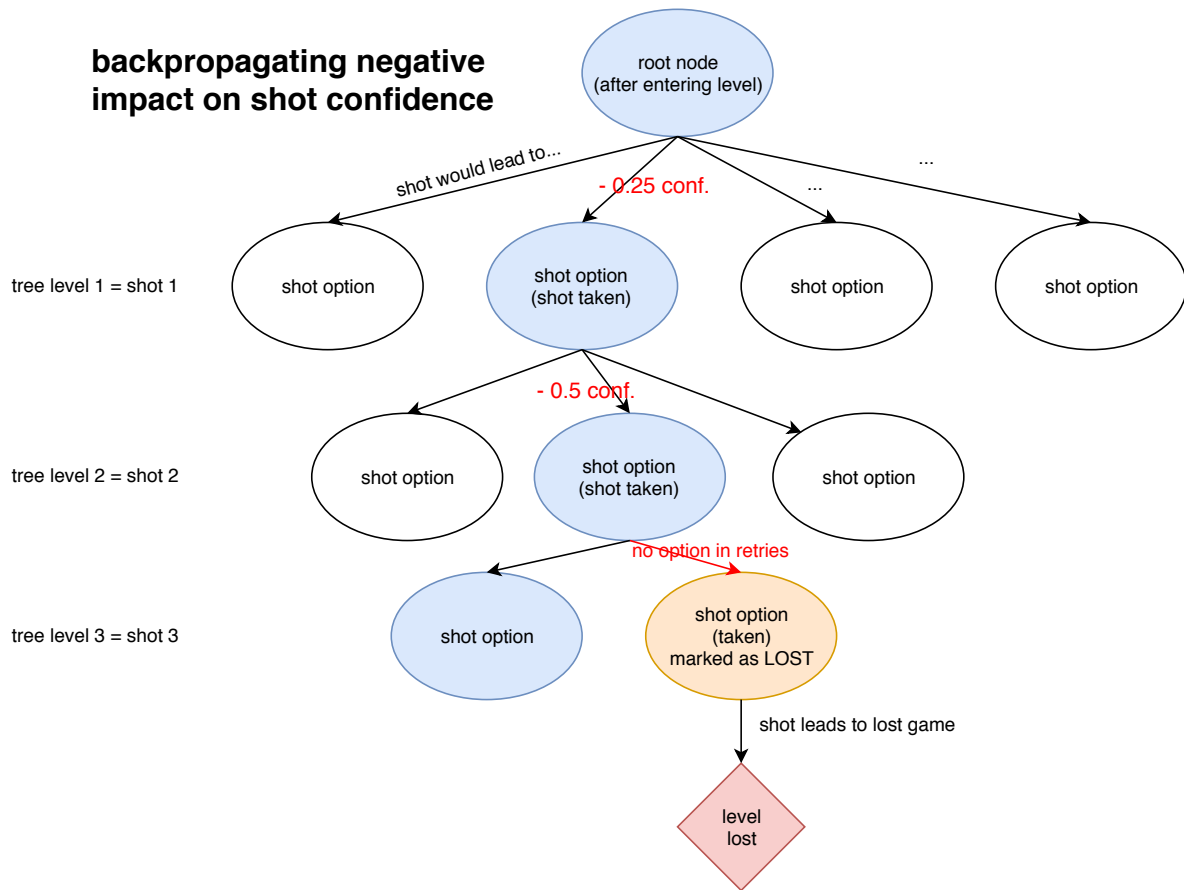 backpropagating negative
impact on shot confidence
root node
(after entering level)
shot would lead to...
- 0.25 conf.
...
...
tree level 1 = shot 1
shot option
shot option
(shot taken)
shot option
shot option
- 0.5 conf.
tree level 2 = shot 2
shot option
shot option
(shot taken)
shot option
no option in retries
tree level 3 = shot 3
shot option
shot option
(taken)
marked as LOST
shot leads to lost game
level
lost